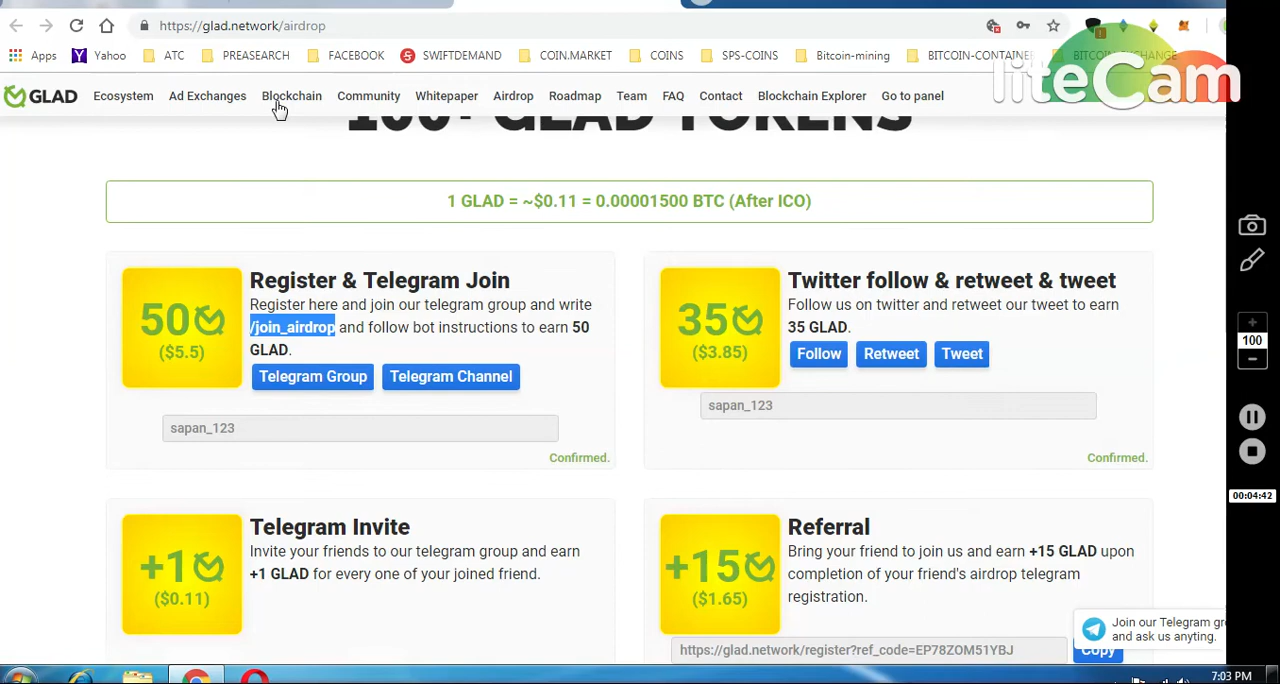 https://glad.network/airdrop
Apps Yahoo ATC PREASEARCH FACEBOOK SWIFTDEMAND COIN.MARKET COINS SPS-COINS Bitcoin-mining BITCOIN-CONTAINE BITCOIN-EXCHANGE
liteCam
GLAD Ecosystem Ad Exchanges Blockchain Community Whitepaper Airdrop Roadmap Team FAQ Contact Blockchain Explorer Go to panel
100+ GLAD TOKENS
1 GLAD = ~$0.11 = 0.00001500 BTC (After ICO)
50
($5.5)
Register & Telegram Join
Register here and join our telegram group and write
/join_airdrop and follow bot instructions to earn 50
GLAD.
Telegram Group Telegram Channel
sapan_123
Confirmed.
35
($3.85)
Twitter follow & retweet & tweet
Follow us on twitter and retweet our tweet to earn
35 GLAD.
Follow Retweet Tweet
sapan_123
Confirmed.
+1
($0.11)
Telegram Invite
Invite your friends to our telegram group and earn
+1 GLAD for every one of your joined friend.
+15
($1.65)
Referral
Bring your friend to join us and earn +15 GLAD upon
completion of your friend's airdrop telegram
registration.
https://glad.network/register?ref_code=EP78ZOM51YBJ
Copy
Join our Telegram gr
and ask us anyting.
100
00:04:42
7:03 PM